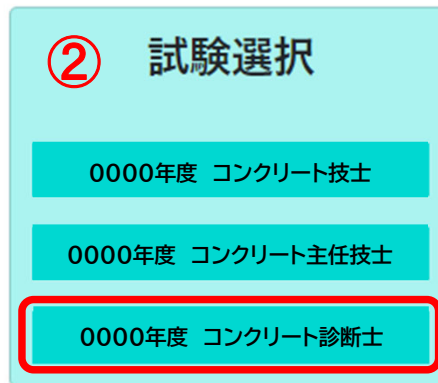 ② 試験選択
0000年度 コンクリート技士
0000年度 コンクリート主任技士
0000年度 コンクリート診断士